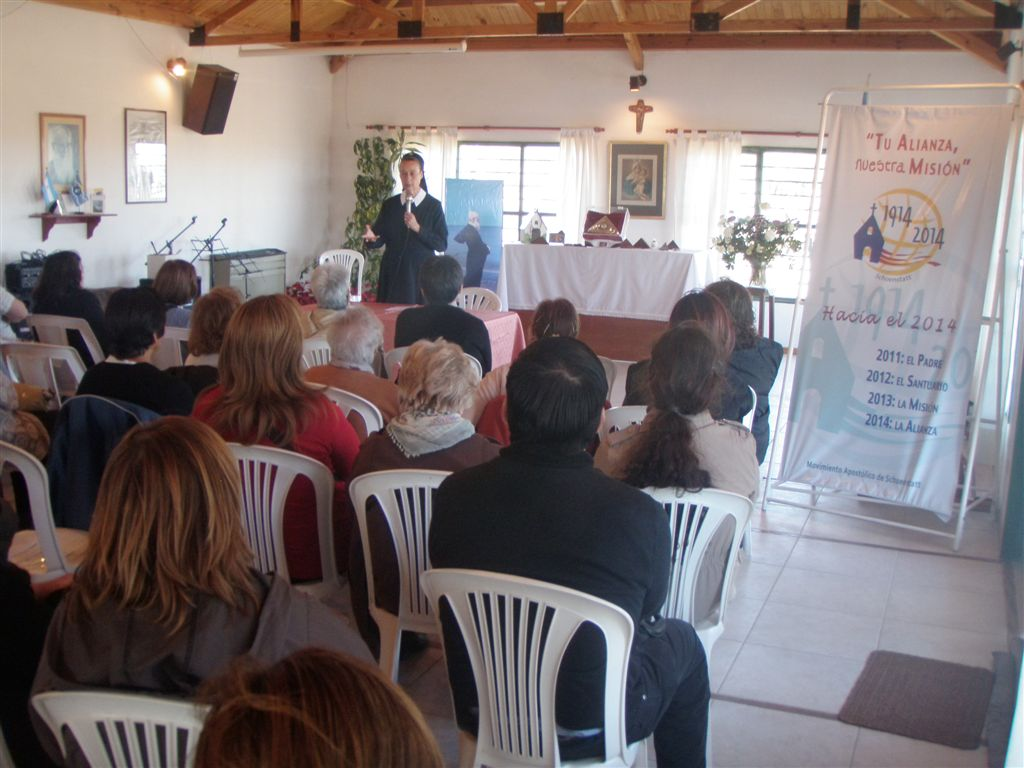 "Tu Alianza,
nuestra Misión"
1914
2014
Schoenstatt
Hacia el 2014
2011: el Padre
2012: el Santuario
2013: la Misión
2014: la Alianza
Movimiento Apostólico de Schoenstatt